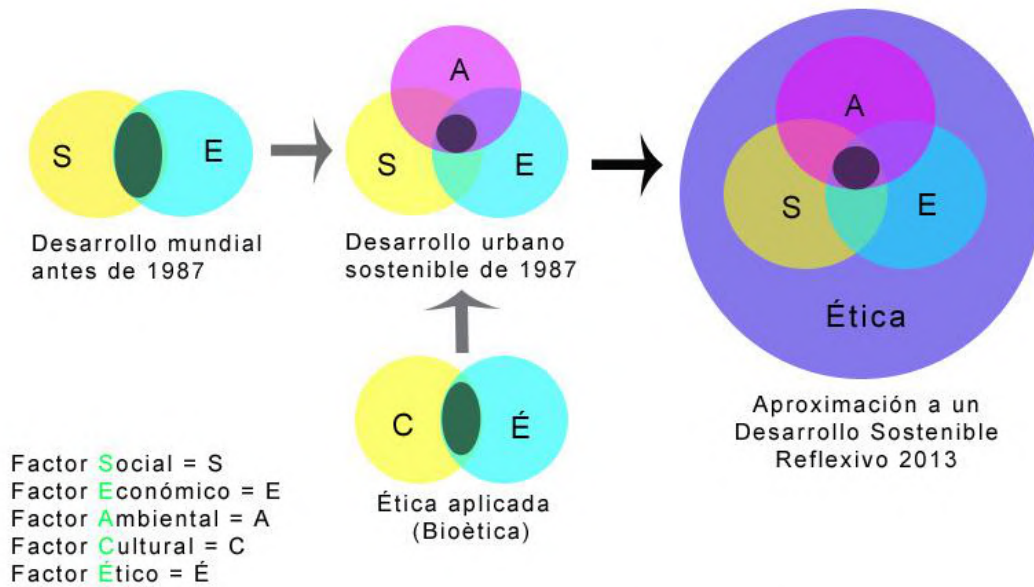 S
E
Desarrollo mundial
antes de 1987
A
S
E
Desarrollo urbano
sostenible de 1987
C
É
Ética aplicada
(Bioètica)
A
S
E
Ética
Aproximación a un
Desarrollo Sostenible
Reflexivo 2013
Factor Social = S
Factor Económico = E
Factor Ambiental = A
Factor Cultural = C
Factor Ético = É